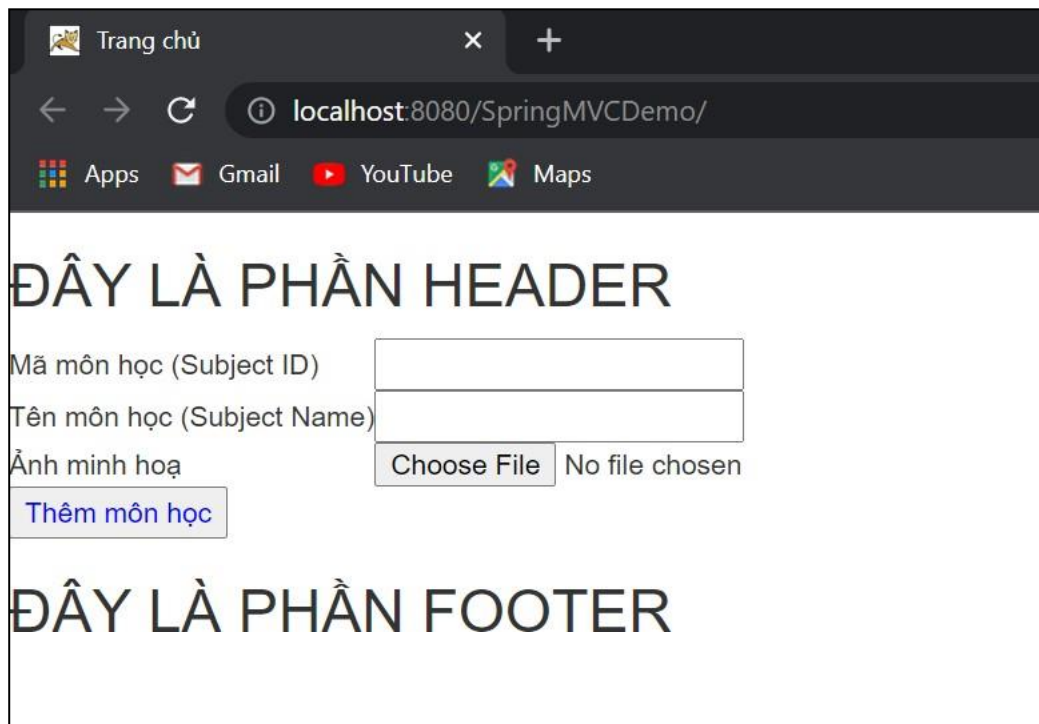 Trang chủ
localhost:8080/SpringMVCDemo/
Apps Gmail YouTube Maps
ĐÂY LÀ PHẦN HEADER
Mã môn học (Subject ID)
Tên môn học (Subject Name)
Ảnh minh hoạ Choose File No file chosen
Thêm môn học
ĐÂY LÀ PHẦN FOOTER